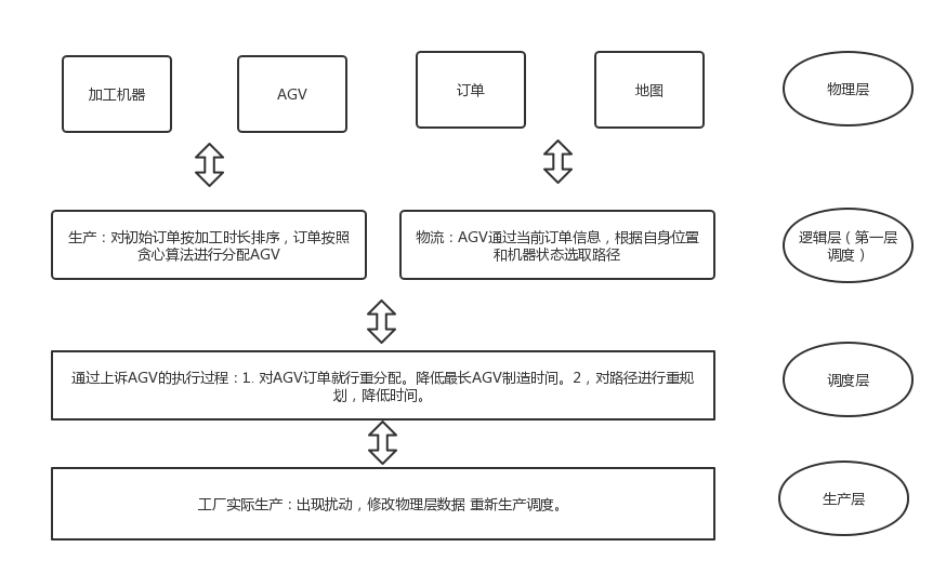 加工机器
AGV
订单
地图
物理层
生产：对初始订单按加工时长排序，订单按照
贪心算法进行分配AGV
物流：AGV通过当前订单信息，根据自身位置
和机器状态选取路径
逻辑层（第一层
调度）
通过上诉AGV的执行过程：1. 对AGV订单就行重分配。降低最长AGV制造时间。2，对路径进行重规
划，降低时间。
调度层
工厂实际生产：出现扰动，修改物理层数据 重新生产调度。
生产层